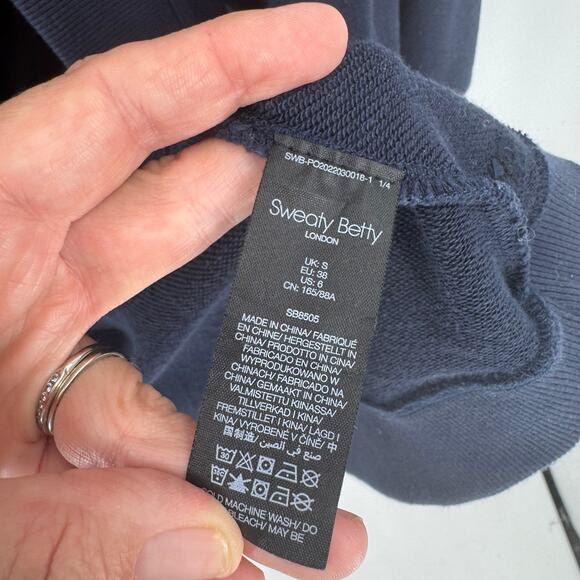 SWB-PO2022030018-1 1/4
Sweaty Betty
LONDON
UK: S
EU: 38
US: 6
CN: 165/88A
SB8505
MADE IN CHINA/ FABRIQUÉ
EN CHINE/ HERGESTELLT IN
CHINA/ PRODOTTO IN CINA/
FABRICADO EN CHINA/
WYPRODUKOWANO W
CHINACH/ FABRICADO NA
CHINA/ GEMAAKT IN CHINA/
VALMISTETTU KIINASSA/
TILLVERKAD I KINA/
FREMSTILLET I KINA/ LAGD I
KINA/ VYROBENÉ V ČÍNĚ/ 中
国制造/ صنع في الصين
30
COLD MACHINE WASH/ DO
BLEACH/ MAY BE